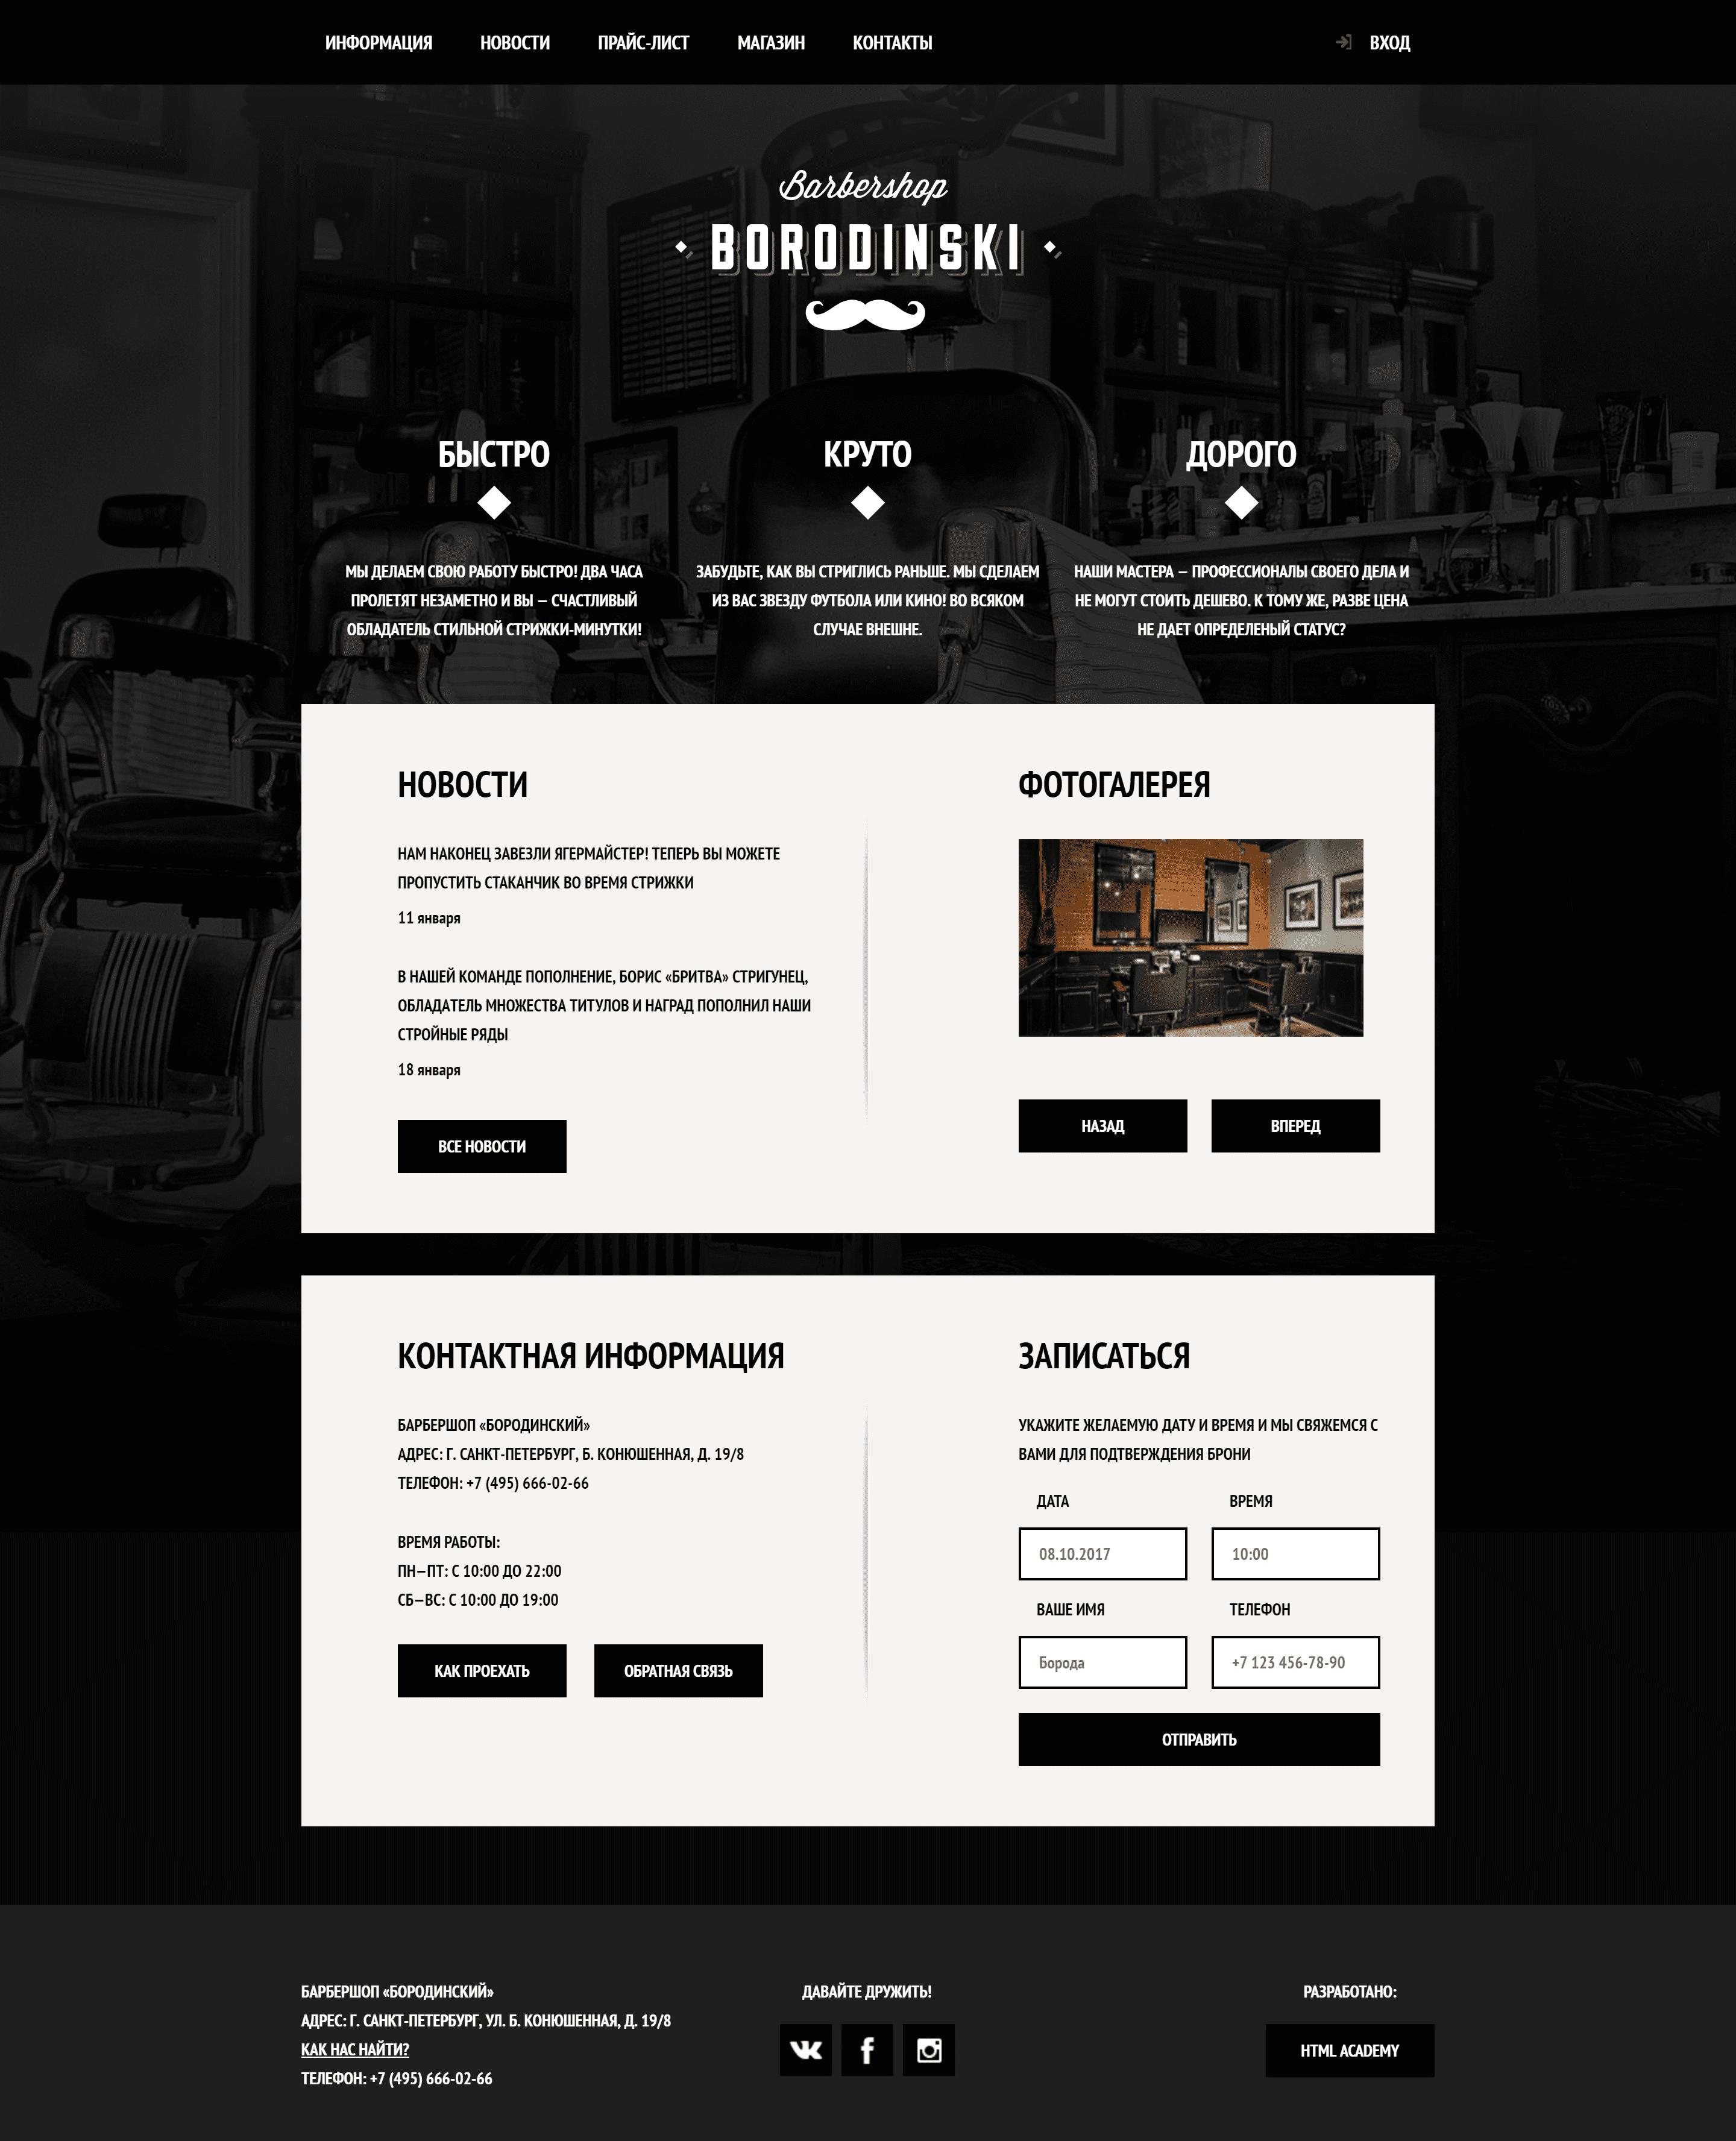 ИНФОРМАЦИЯ НОВОСТИ ПРАЙС-ЛИСТ МАГАЗИН КОНТАКТЫ ВХОД
Barbershop
BORODINSKI
БЫСТРО
МЫ ДЕЛАЕМ СВОЮ РАБОТУ БЫСТРО! ДВА ЧАСА
ПРОЛЕТЯТ НЕЗАМЕТНО И ВЫ — СЧАСТЛИВЫЙ
ОБЛАДАТЕЛЬ СТИЛЬНОЙ СТРИЖКИ-МИНУТКИ!
КРУТО
ЗАБУДЬТЕ, КАК ВЫ СТРИГЛИСЬ РАНЬШЕ. МЫ СДЕЛАЕМ
ИЗ ВАС ЗВЕЗДУ ФУТБОЛА ИЛИ КИНО! ВО ВСЯКОМ
СЛУЧАЕ ВНЕШНЕ.
ДОРОГО
НАШИ МАСТЕРА — ПРОФЕССИОНАЛЫ СВОЕГО ДЕЛА И
НЕ МОГУТ СТОИТЬ ДЕШЕВО. К ТОМУ ЖЕ, РАЗВЕ ЦЕНА
НЕ ДАЕТ ОПРЕДЕЛЕНЫЙ СТАТУС?
НОВОСТИ
НАМ НАКОНЕЦ ЗАВЕЗЛИ ЯГЕРМАЙСТЕР! ТЕПЕРЬ ВЫ МОЖЕТЕ
ПРОПУСТИТЬ СТАКАНЧИК ВО ВРЕМЯ СТРИЖКИ
11 января
В НАШЕЙ КОМАНДЕ ПОПОЛНЕНИЕ, БОРИС «БРИТВА» СТРИГУНЕЦ,
ОБЛАДАТЕЛЬ МНОЖЕСТВА ТИТУЛОВ И НАГРАД ПОПОЛНИЛ НАШИ
СТРОЙНЫЕ РЯДЫ
18 января
ВСЕ НОВОСТИ
ФОТОГАЛЕРЕЯ
НАЗАД ВПЕРЕД
КОНТАКТНАЯ ИНФОРМАЦИЯ
БАРБЕРШОП «БОРОДИНСКИЙ»
АДРЕС: Г. САНКТ-ПЕТЕРБУРГ, Б. КОНЮШЕННАЯ, Д. 19/8
ТЕЛЕФОН: +7 (495) 666-02-66
ВРЕМЯ РАБОТЫ:
ПН—ПТ: С 10:00 ДО 22:00
СБ—ВС: С 10:00 ДО 19:00
КАК ПРОЕХАТЬ ОБРАТНАЯ СВЯЗЬ
ЗАПИСАТЬСЯ
УКАЖИТЕ ЖЕЛАЕМУЮ ДАТУ И ВРЕМЯ И МЫ СВЯЖЕМСЯ С
ВАМИ ДЛЯ ПОДТВЕРЖДЕНИЯ БРОНИ
ДАТА ВРЕМЯ
08.10.2017 10:00
ВАШЕ ИМЯ ТЕЛЕФОН
Борода +7 123 456-78-90
ОТПРАВИТЬ
БАРБЕРШОП «БОРОДИНСКИЙ»
АДРЕС: Г. САНКТ-ПЕТЕРБУРГ, УЛ. Б. КОНЮШЕННАЯ, Д. 19/8
КАК НАС НАЙТИ?
ТЕЛЕФОН: +7 (495) 666-02-66
ДАВАЙТЕ ДРУЖИТЬ!
РАЗРАБОТАНО:
HTML ACADEMY